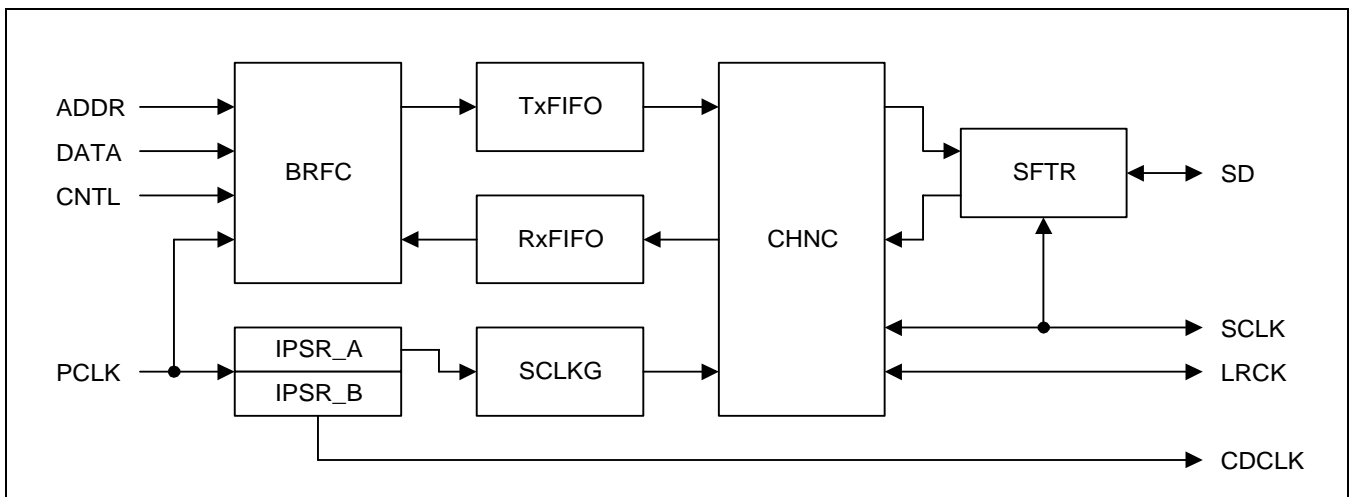 ADDR
DATA
CNTL
PCLK
BRFC
TxFIFO
RxFIFO
IPSR_A
IPSR_B
SCLKG
CHNC
SFTR
SD
SCLK
LRCK
CDCLK